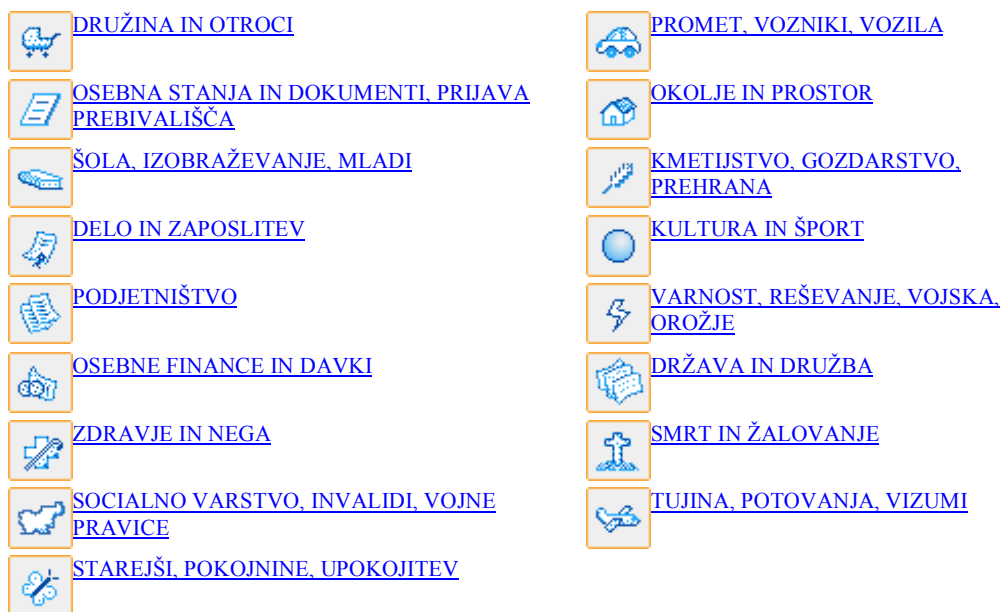 DRUŽINA IN OTROCI
OSEBNA STANJA IN DOKUMENTI, PRIJAVA
PREBIVALIŠČA
ŠOLA, IZOBRAŽEVANJE, MLADI
DELO IN ZAPOSLITEV
PODJETNIŠTVO
OSEBNE FINANCE IN DAVKI
ZDRAVJE IN NEGA
SOCIALNO VARSTVO, INVALIDI, VOJNE
PRAVICE
STAREJŠI, POKOJNINE, UPOKOJITEV
PROMET, VOZNIKI, VOZILA
OKOLJE IN PROSTOR
KMETIJSTVO, GOZDARSTVO,
PREHRANA
KULTURA IN ŠPORT
VARNOST, REŠEVANJE, VOJSKA,
OROŽJE
DRŽAVA IN DRUŽBA
SMRT IN ŽALOVANJE
TUJINA, POTOVANJA, VIZUMI